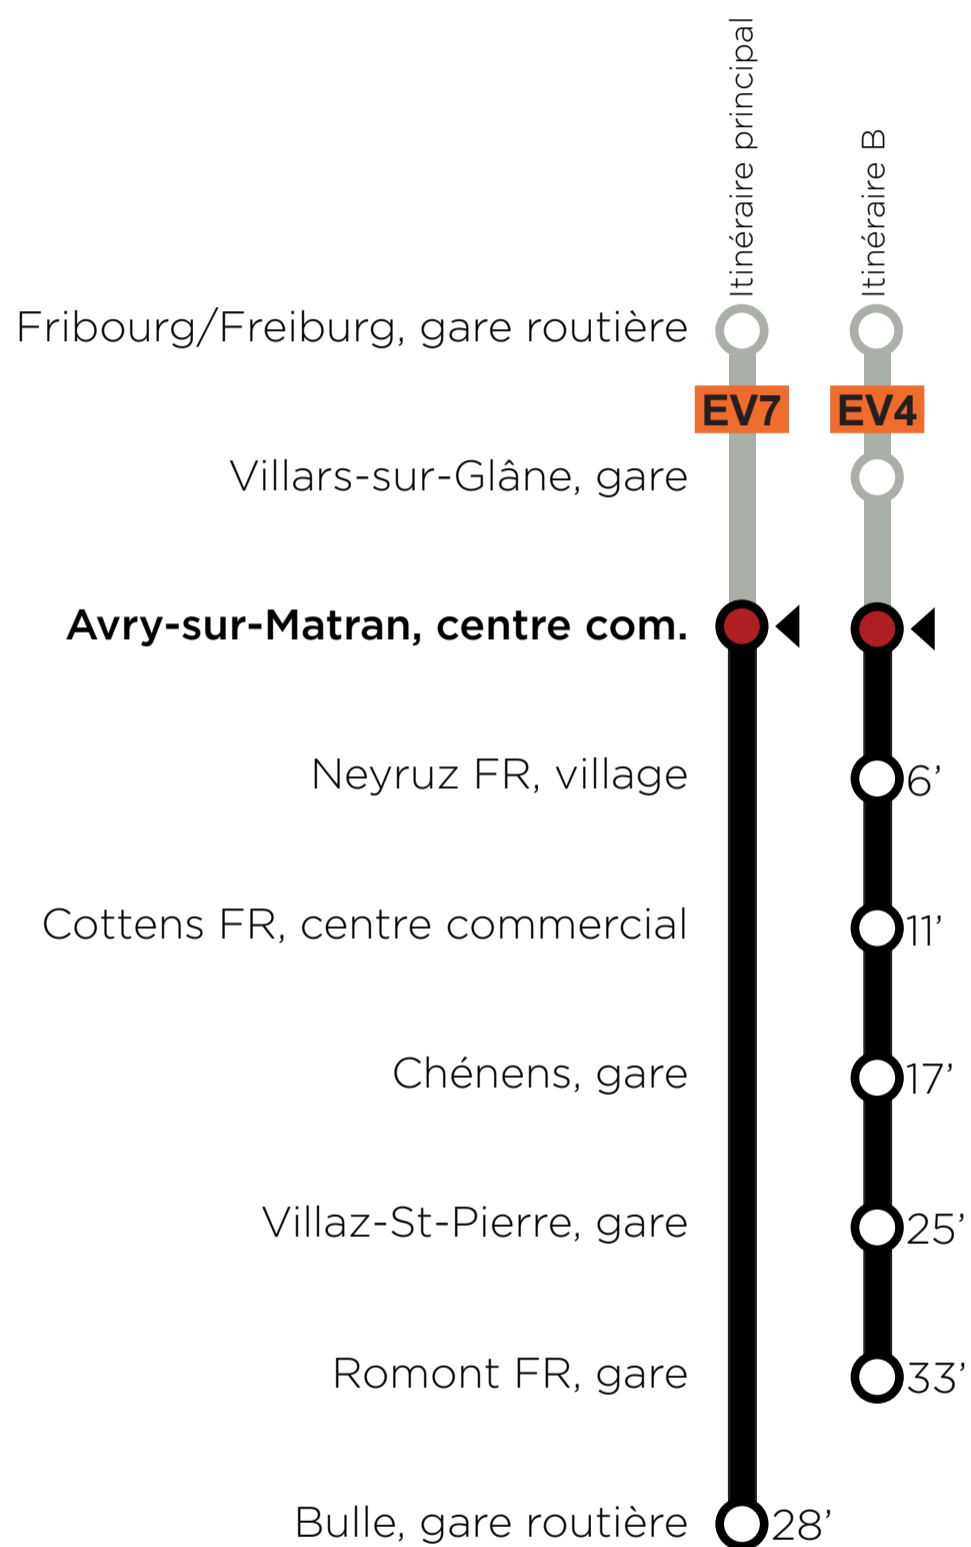 Itinéraire principal
Itinéraire B
Fribourg/Freiburg, gare routière
EV7 EV4
Villars-sur-Glâne, gare
Avry-sur-Matran, centre com.
Neyruz FR, village 6’
Cottens FR, centre commercial 11’
Chénens, gare 17’
Villaz-St-Pierre, gare 25’
Romont FR, gare 33’
Bulle, gare routière 28’